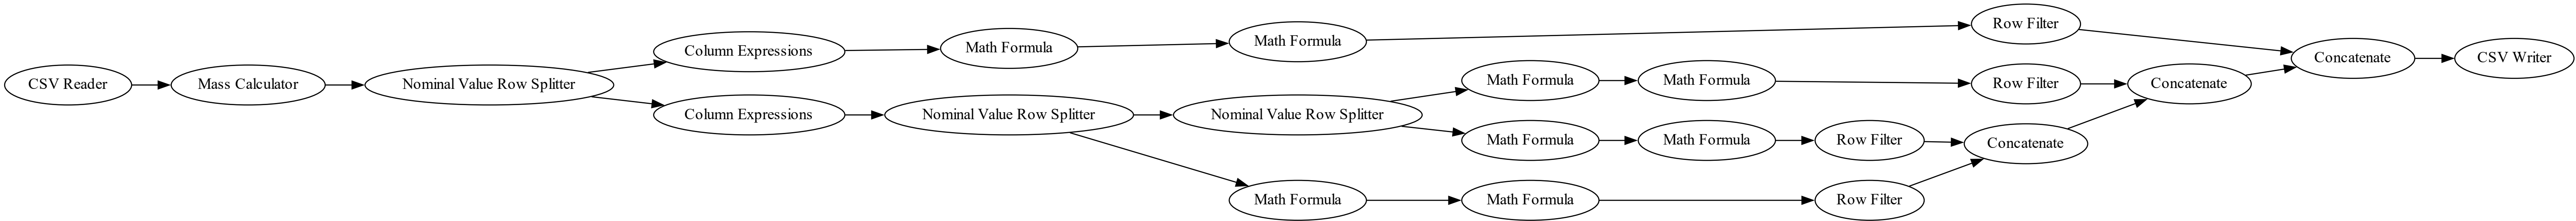 CSV Reader
Mass Calculator
Nominal Value Row Splitter
Column Expressions
Math Formula
Math Formula
Row Filter
Column Expressions
Nominal Value Row Splitter
Nominal Value Row Splitter
Math Formula
Math Formula
Row Filter
Math Formula
Math Formula
Row Filter
Math Formula
Math Formula
Row Filter
Concatenate
Concatenate
Concatenate
CSV Writer